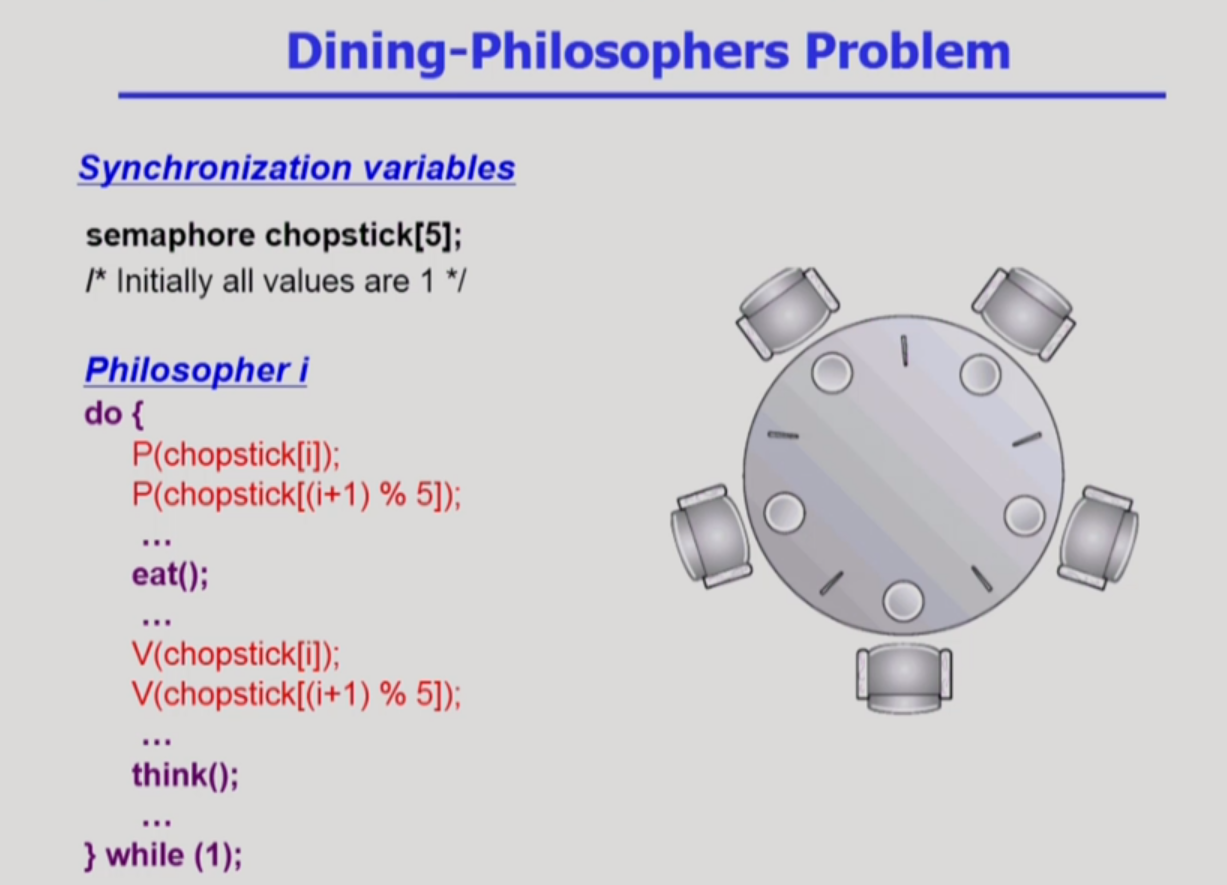 Dining-Philosophers Problem
Synchronization variables
semaphore chopstick[5];
/* Initially all values are 1 */
Philosopher i
do {
P(chopstick[i]);
P(chopstick[(i+1) % 5]);
...
eat();
...
V(chopstick[i]);
V(chopstick[(i+1) % 5]);
...
think();
...
} while (1);